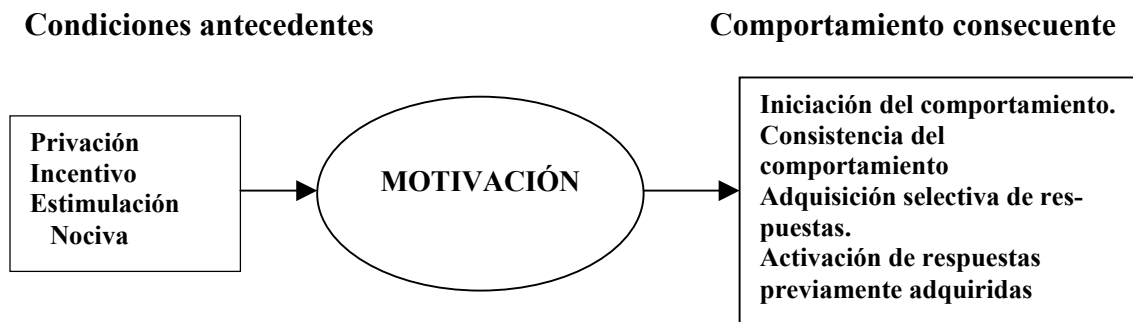 Condiciones antecedentes
Comportamiento consecuente
Privación
Incentivo
Estimulación
Nociva
MOTIVACIÓN
Iniciación del comportamiento.
Consistencia del
comportamiento
Adquisición selectiva de res-
puestas.
Activación de respuestas
previamente adquiridas